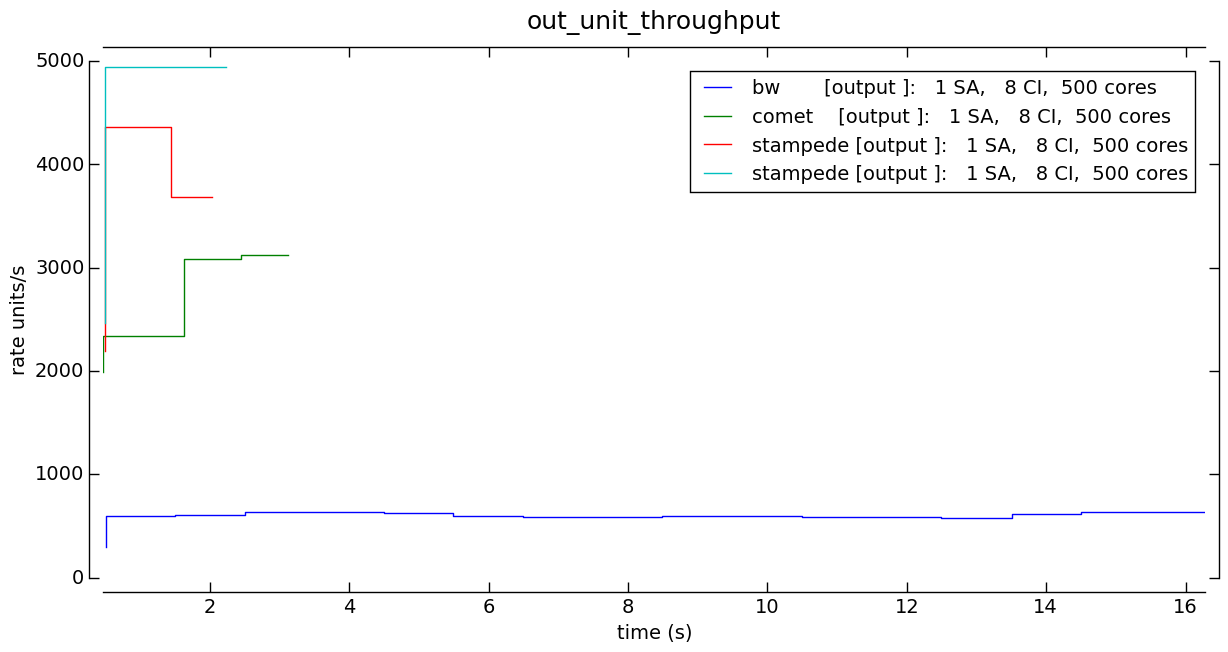 out_unit_throughput
5000
4000
3000
2000
1000
0
rate units/s
bw [output ]: 1 SA, 8 CI, 500 cores
comet [output ]: 1 SA, 8 CI, 500 cores
stampede [output ]: 1 SA, 8 CI, 500 cores
stampede [output ]: 1 SA, 8 CI, 500 cores
2 4 6 8 10 12 14 16
time (s)